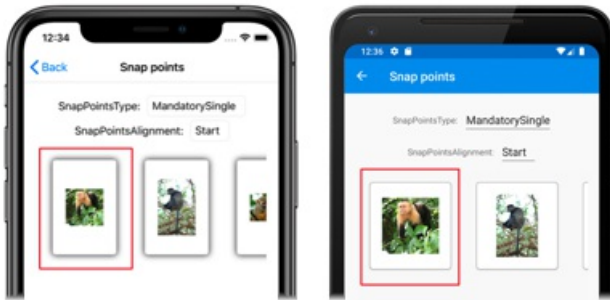 12:34
Back Snap points
SnapPointsType: MandatorySingle
SnapPointsAlignment: Start
12:36
Snap points
SnapPointsType: MandatorySingle
SnapPointsAlignment: Start